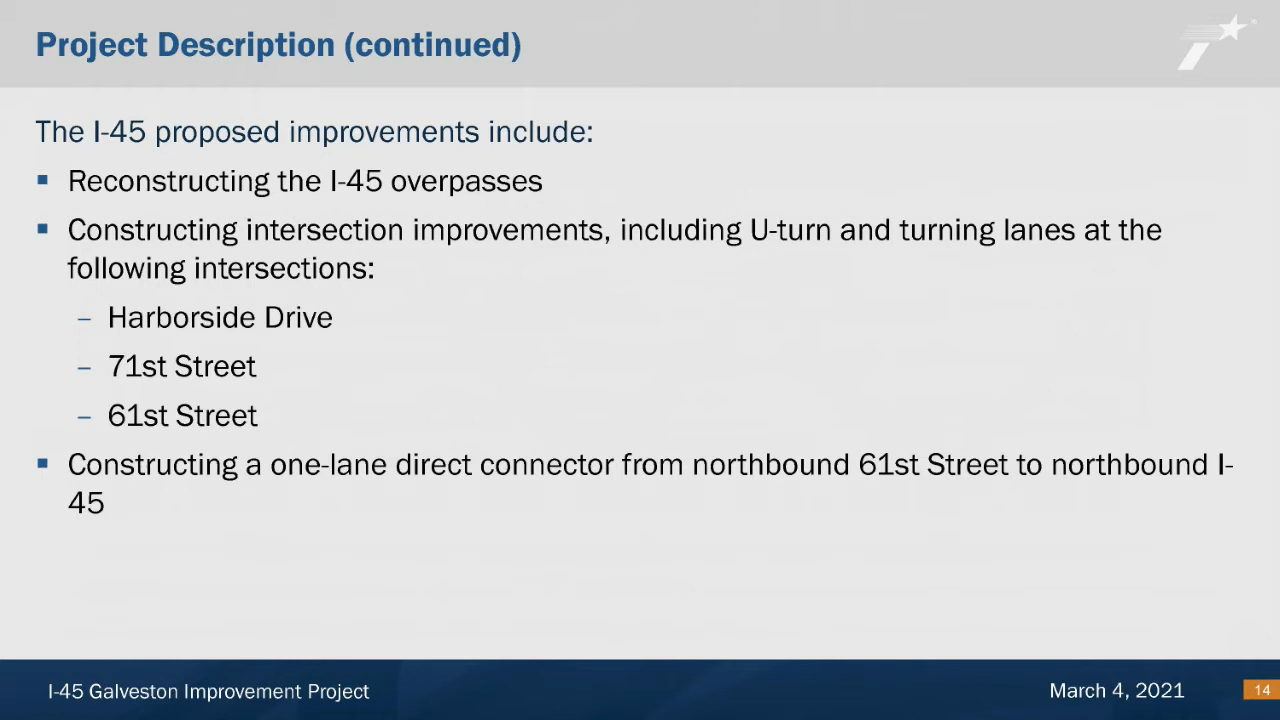 Project Description (continued)
The I-45 proposed improvements include:
Reconstructing the I-45 overpasses
Constructing intersection improvements, including U-turn and turning lanes at the
following intersections:
– Harborside Drive
– 71st Street
– 61st Street
Constructing a one-lane direct connector from northbound 61st Street to northbound I-
45
I-45 Galveston Improvement Project
March 4, 2021
14